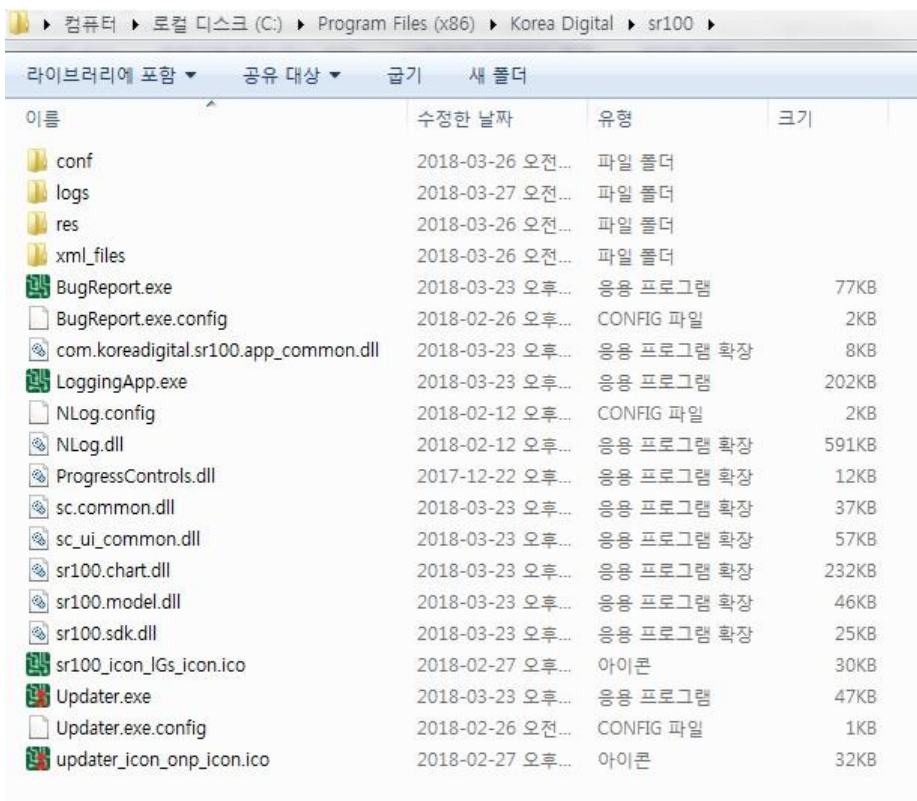 컴퓨터 ▸ 로컬 디스크 (C:) ▸ Program Files (x86) ▸ Korea Digital ▸ sr100 ▸
라이브러리에 포함 ▼ 공유 대상 ▼ 굽기 새 폴더
이름 수정한 날짜 유형 크기
conf 2018-03-26 오전... 파일 폴더
logs 2018-03-27 오전... 파일 폴더
res 2018-03-26 오전... 파일 폴더
xml_files 2018-03-26 오전... 파일 폴더
BugReport.exe 2018-03-23 오후... 응용 프로그램 77KB
BugReport.exe.config 2018-02-26 오후... CONFIG 파일 2KB
com.koreadigital.sr100.app_common.dll 2018-03-23 오후... 응용 프로그램 확장 8KB
LoggingApp.exe 2018-03-23 오후... 응용 프로그램 202KB
NLog.config 2018-02-12 오후... CONFIG 파일 2KB
NLog.dll 2018-02-12 오후... 응용 프로그램 확장 591KB
ProgressControls.dll 2017-12-22 오후... 응용 프로그램 확장 12KB
sc.common.dll 2018-03-23 오후... 응용 프로그램 확장 37KB
sc_ui_common.dll 2018-03-23 오후... 응용 프로그램 확장 57KB
sr100.chart.dll 2018-03-23 오후... 응용 프로그램 확장 232KB
sr100.model.dll 2018-03-23 오후... 응용 프로그램 확장 46KB
sr100.sdk.dll 2018-03-23 오후... 응용 프로그램 확장 25KB
sr100_icon_lGs_icon.ico 2018-02-27 오후... 아이콘 30KB
Updater.exe 2018-03-23 오후... 응용 프로그램 47KB
Updater.exe.config 2018-02-26 오전... CONFIG 파일 1KB
updater_icon_onp_icon.ico 2018-02-27 오후... 아이콘 32KB